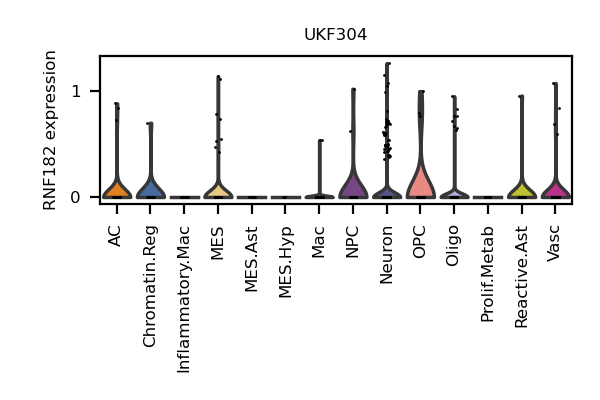 UKF304
RNF182 expression
1
0
AC
Chromatin.Reg
Inflammatory.Mac
MES
MES.Ast
MES.Hyp
Mac
NPC
Neuron
OPC
Oligo
Prolif.Metab
Reactive.Ast
Vasc